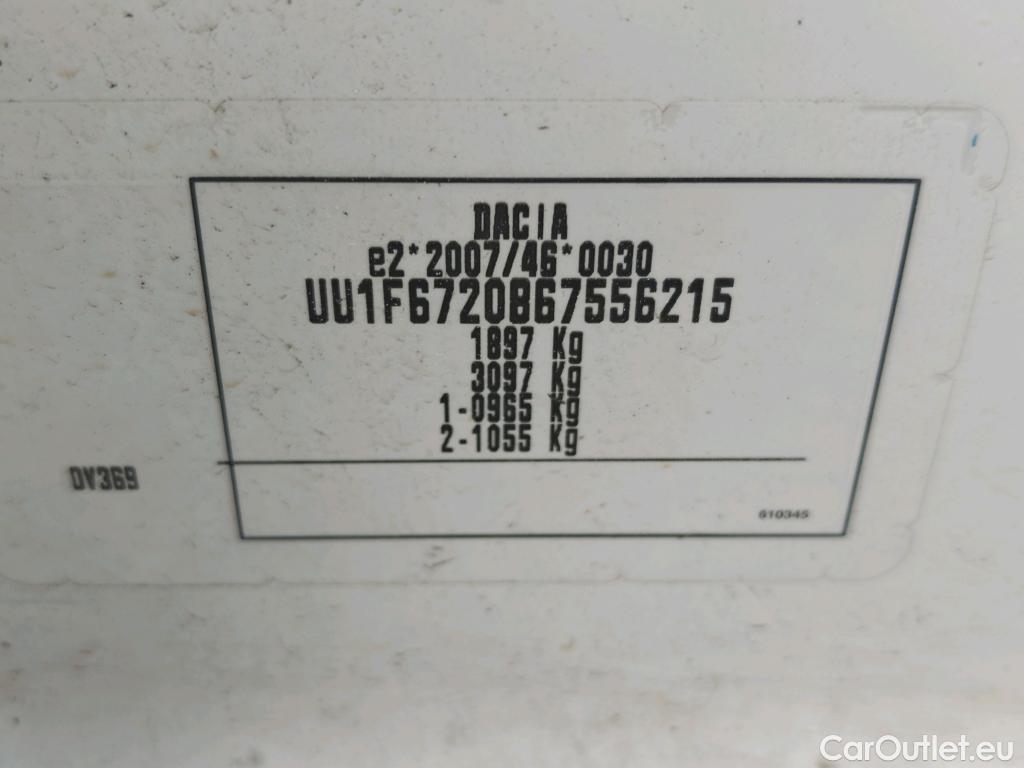 DACIA
e2*2007/46*0030
UU1F6720867556215
1897 Kg
3097 Kg
1-0965 Kg
2-1055 Kg
DV369
610345
CarOutlet.eu